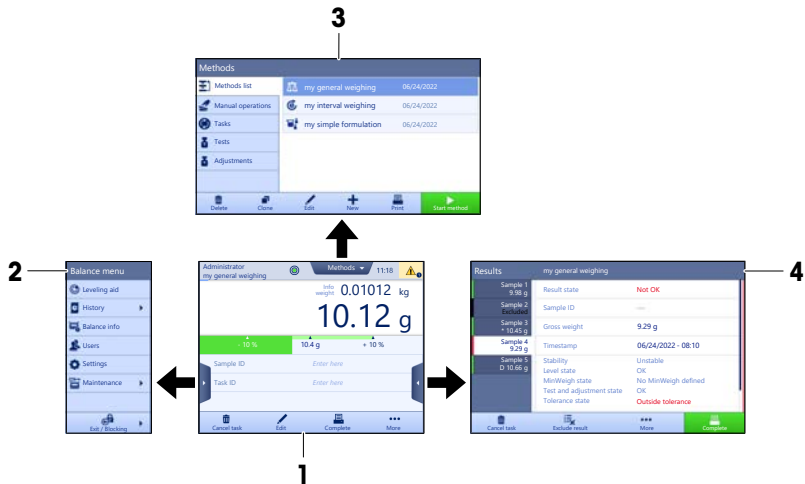 3
Methods
Methods list
my general weighing 06/24/2022
Manual operations
my interval weighing 06/24/2022
Tasks
my simple formulation 06/24/2022
Tests
Adjustments
Delete Clone Edit New Print Start method
2
Balance menu
Leveling aid
History
Balance info
Users
Settings
Maintenance
Exit / Blocking
Administrator
my general weighing
Methods 11:18
Info
weight 0.01012 kg
10.12 g
- 10 % 10.4 g + 10 %
Sample ID Enter here
Task ID Enter here
Cancel task Edit Complete More
1
4
Results my general weighing
Sample 1
9.98 g
Sample 2
Excluded
Sample 3
* 10.45 g
Sample 4
9.29 g
Sample 5
D 10.66 g
Result state Not OK
Sample ID ---
Gross weight 9.29 g
Timestamp 06/24/2022 - 08:10
Stability Unstable
Level state OK
MinWeigh state No MinWeigh defined
Test and adjustment state OK
Tolerance state Outside tolerance
Cancel task Exclude result More Complete